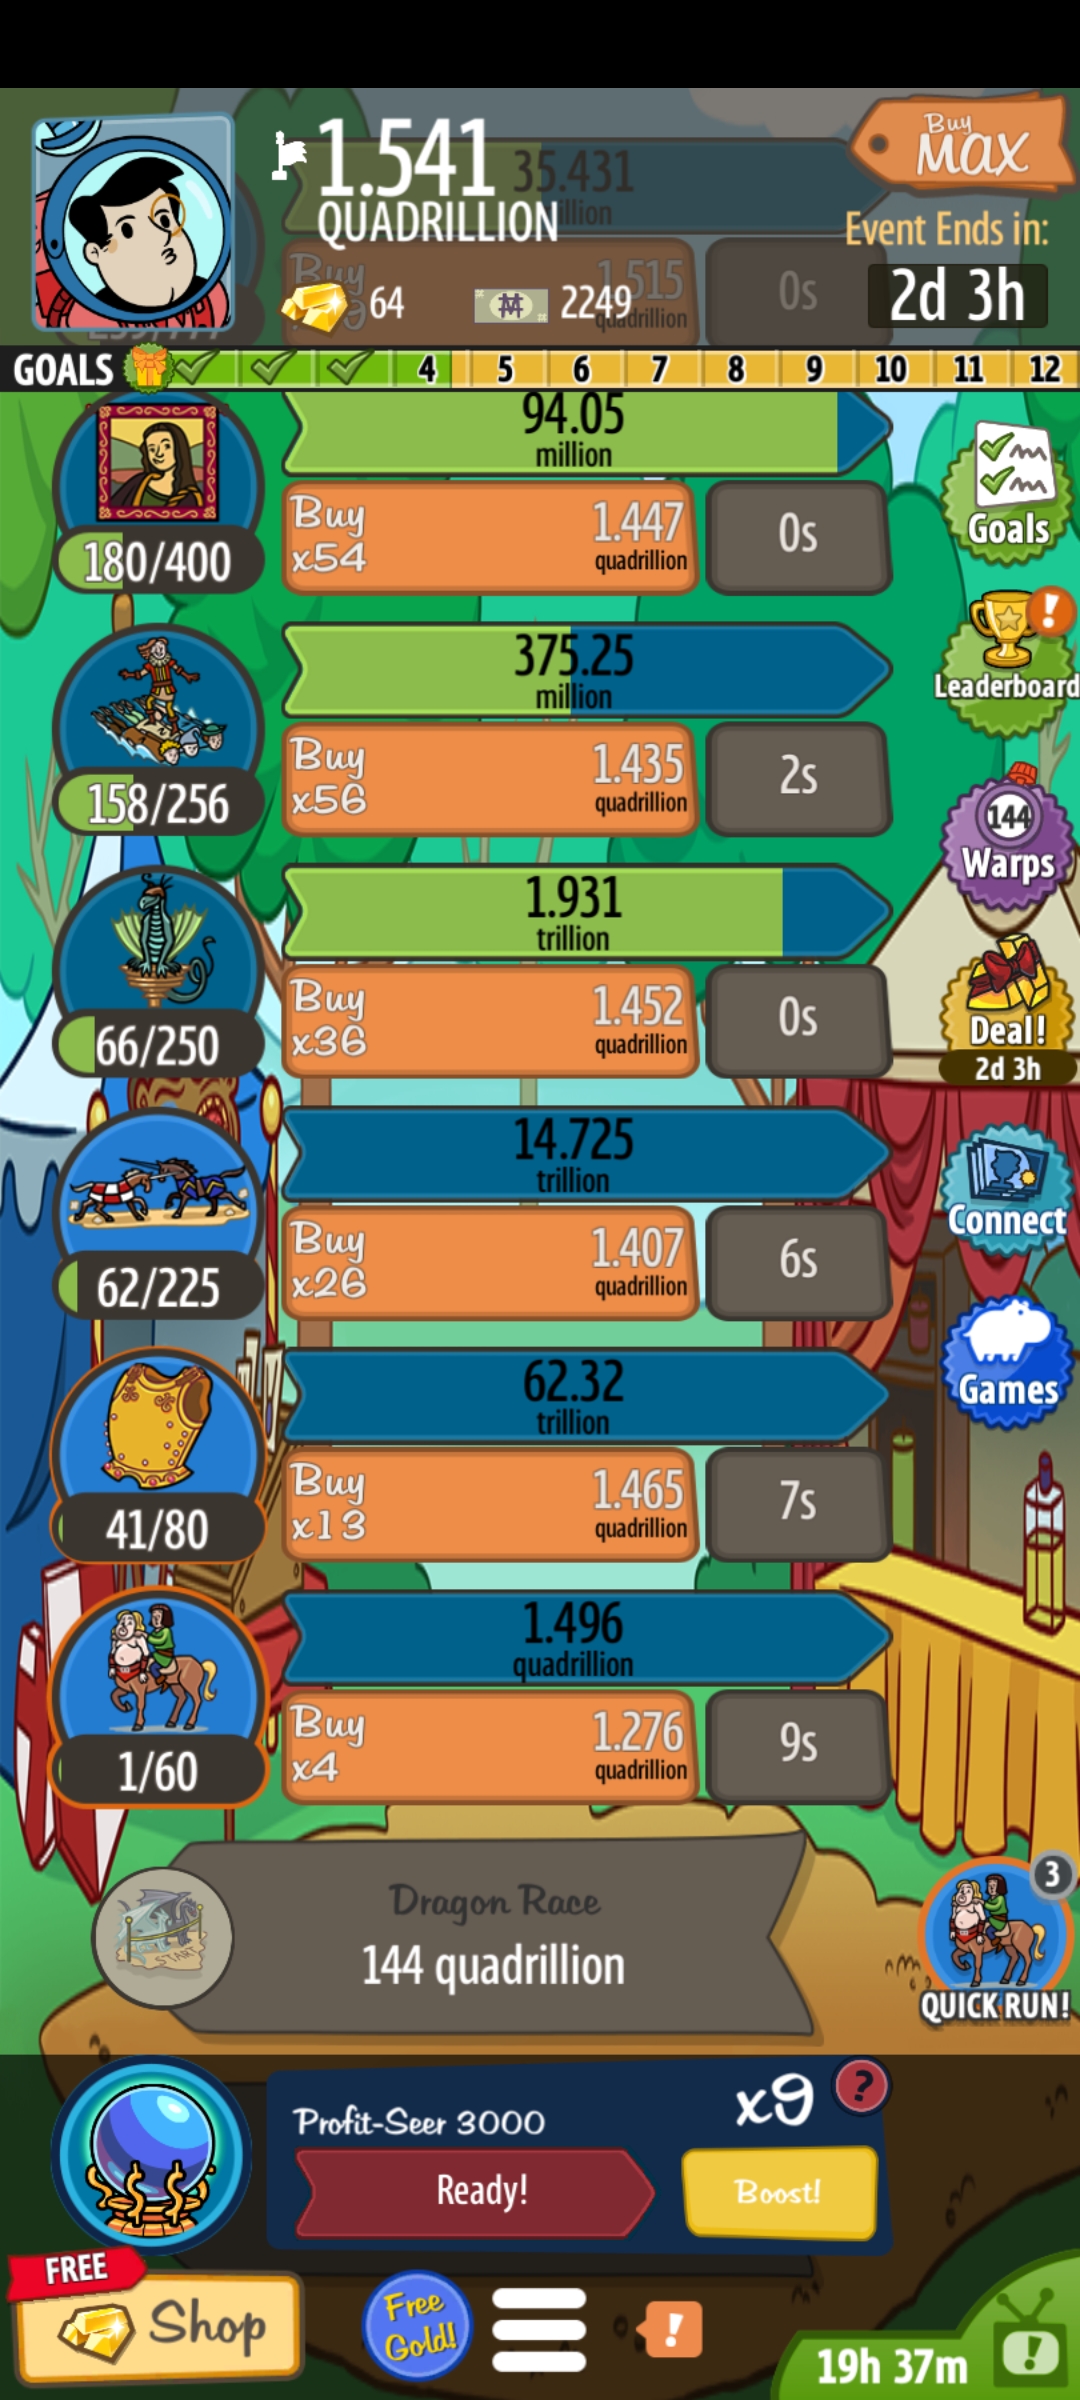 1.541
QUADRILLION
35.431
Buy
MAX
Event Ends in:
2d 3h
Buy
1.515
quadrillion
0s
64
2249
GOALS
4 5 6 7 8 9 10 11 12
94.05
million
180/400
Buy
x54
1.447
quadrillion
0s
Goals
375.25
million
158/256
Buy
x56
1.435
quadrillion
2s
!
Leaderboard
144
Warps
1.931
trillion
66/250
Buy
x36
1.452
quadrillion
0s
Deal!
2d 3h
14.725
trillion
62/225
Buy
x26
1.407
quadrillion
6s
Connect
Games
62.32
trillion
41/80
Buy
x13
1.465
quadrillion
7s
1.496
quadrillion
1/60
Buy
x4
1.276
quadrillion
9s
START
Dragon Race
144 quadrillion
3
QUICK RUN!
Profit-Seer 3000
x9
?
Ready!
Boost!
FREE
Shop
Free
Gold!
!
19h 37m
!